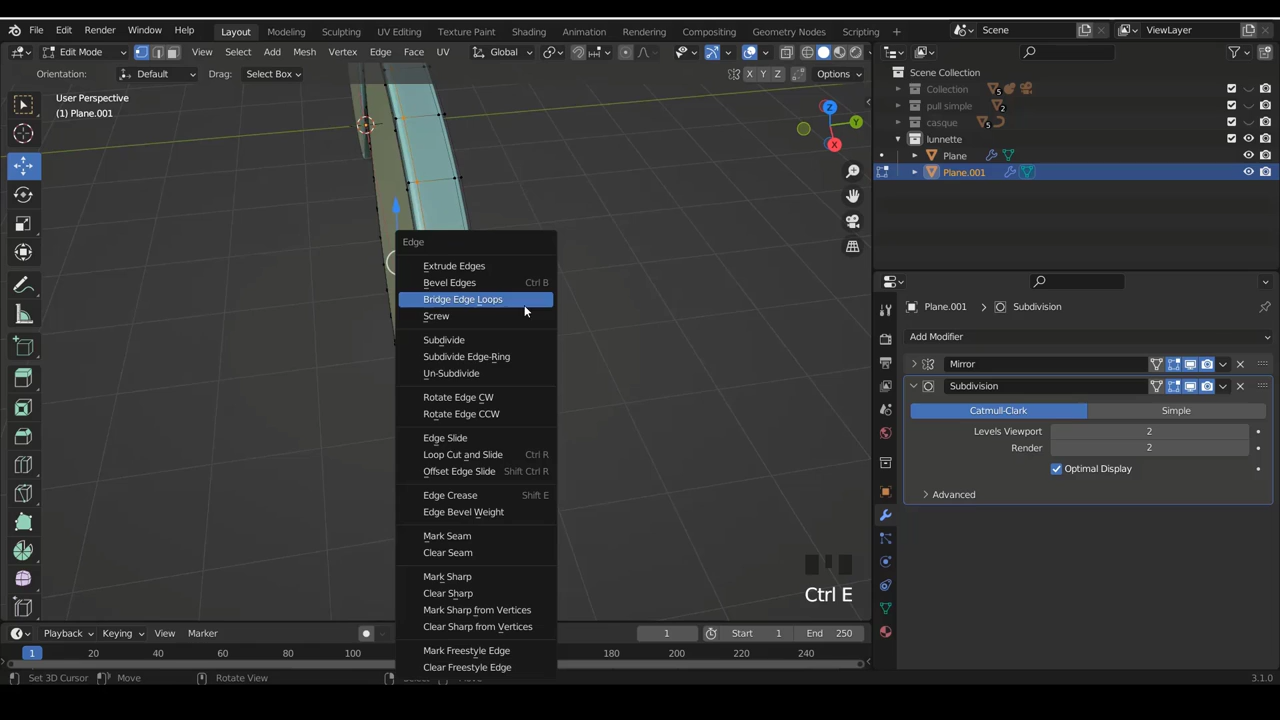 File Edit Render Window Help Layout Modeling Sculpting UV Editing Texture Paint Shading Animation Rendering Compositing Geometry Nodes Scripting + Scene ViewLayer
Edit Mode View Select Add Mesh Vertex Edge Face UV Global
Orientation: Default Drag: Select Box X Y Z Options
User Perspective
(1) Plane.001
Z
Y
X
Scene Collection
Collection 5
pull simple 2
casque 5
lunnette
Plane
Plane.001
Edge
Extrude Edges
Bevel Edges Ctrl B
Bridge Edge Loops
Screw
Subdivide
Subdivide Edge-Ring
Un-Subdivide
Rotate Edge CW
Rotate Edge CCW
Edge Slide
Loop Cut and Slide Ctrl R
Offset Edge Slide Shift Ctrl R
Edge Crease Shift E
Edge Bevel Weight
Mark Seam
Clear Seam
Mark Sharp
Clear Sharp
Mark Sharp from Vertices
Clear Sharp from Vertices
Mark Freestyle Edge
Clear Freestyle Edge
Plane.001 Subdivision
Add Modifier
Mirror
Subdivision
Catmull-Clark Simple
Levels Viewport 2
Render 2
Optimal Display
Advanced
Ctrl E
Playback Keying View Marker 1 Start 1 End 250
1 20 40 60 80 100 180 200 220 240
Set 3D Cursor Move Rotate View 3.1.0